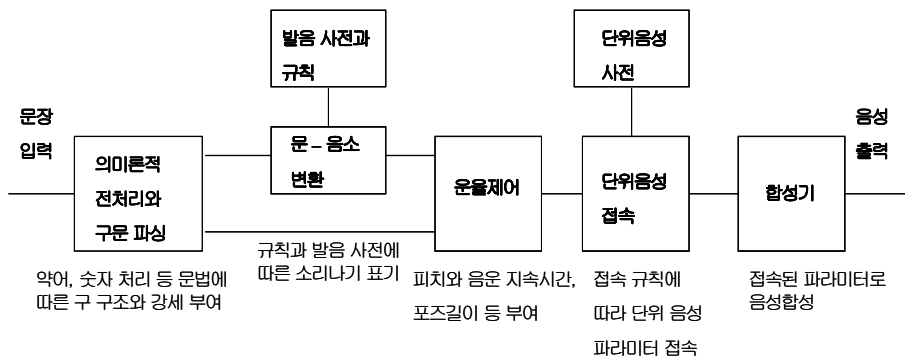 발음 사전과
규칙
단위음성
사전
문장
입력
음성
출력
의미론적
전처리와
구문 파싱
문 – 음소
변환
운율제어
단위음성
접속
합성기
약어, 숫자 처리 등 문법에
따른 구 구조와 강세 부여
규칙과 발음 사전에
따른 소리나기 표기
피치와 음운 지속시간,
포즈길이 등 부여
접속 규칙에
따라 단위 음성
파라미터 접속
접속된 파라미터로
음성합성